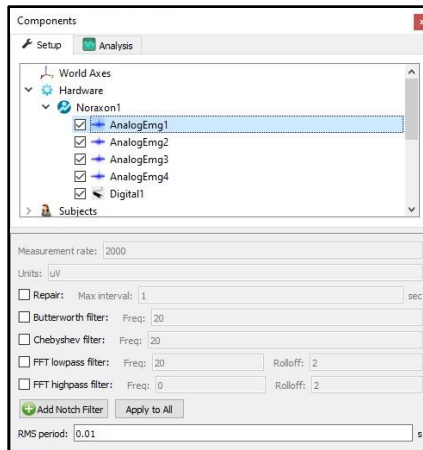 Components
Setup Analysis
World Axes
Hardware
Noraxon1
AnalogEmg1
AnalogEmg2
AnalogEmg3
AnalogEmg4
Digital1
Subjects
Measurement rate: 2000
Units: uV
Repair: Max interval: 1 sec
Butterworth filter: Freq: 20
Chebyshev filter: Freq: 20
FFT lowpass filter: Freq: 20 Rolloff: 2
FFT highpass filter: Freq: 0 Rolloff: 2
Add Notch Filter Apply to All
RMS period: 0.01 s